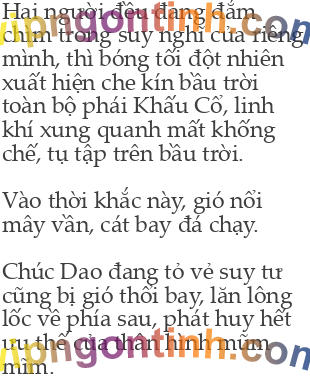 Hai người đều đang đắm
chìm trong suy nghĩ của riêng
mình, thì bóng tối đột nhiên
xuất hiện che kín bầu trời
toàn bộ phái Khấu Cổ, linh
khí xung quanh mất khống
chế, tụ tập trên bầu trời.
Vào thời khắc này, gió nổi
mây vần, cát bay đá chạy.
Chúc Dao đang tỏ vẻ suy tư
cũng bị gió thổi bay, lăn lông
lốc về phía sau, phát huy hết
ưu thế của thân hình mũm
mĩm.